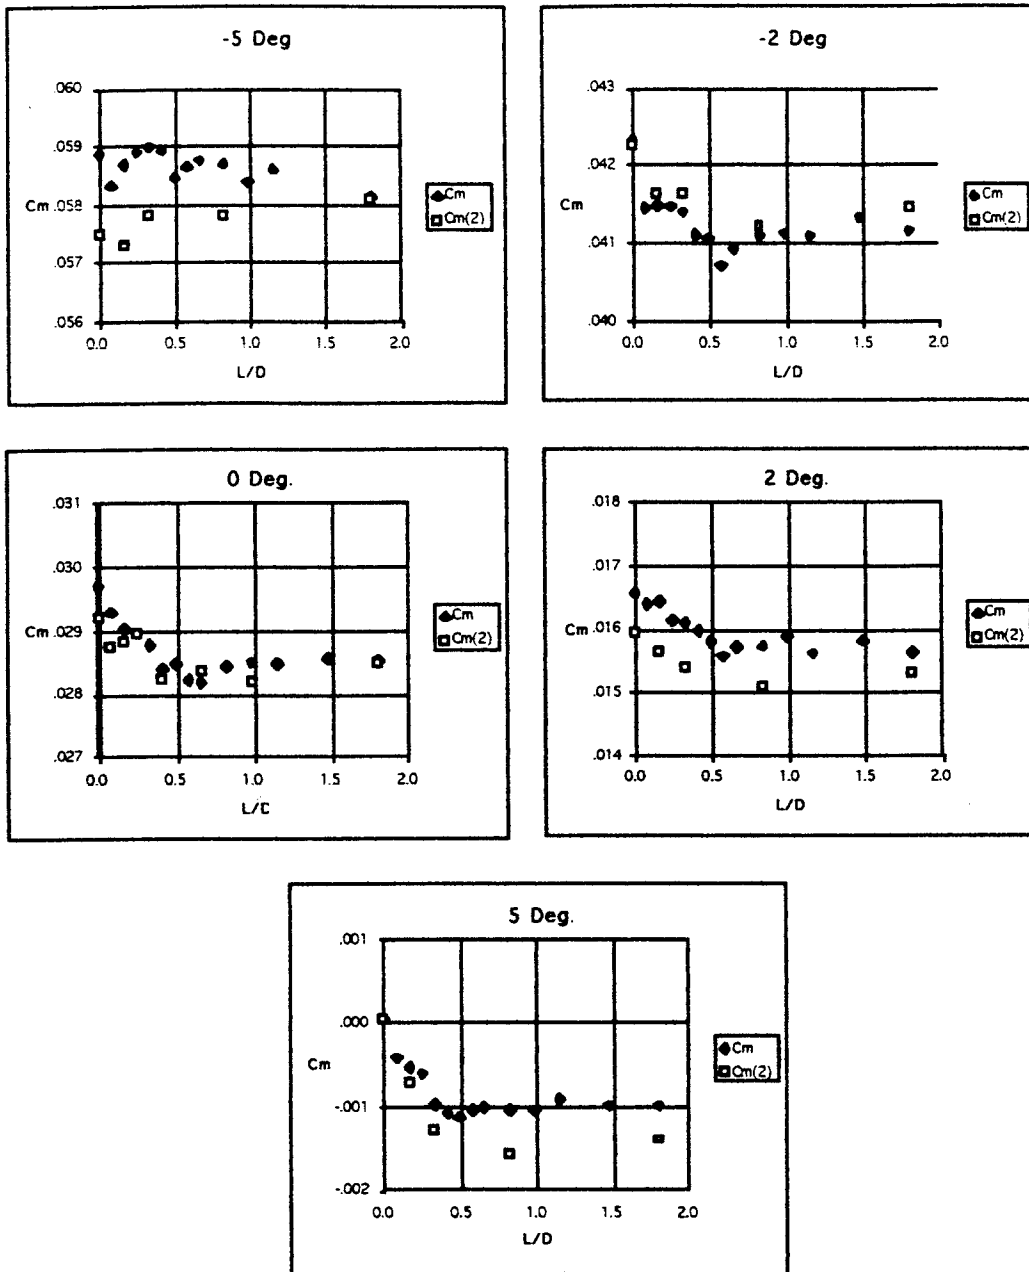 -5 Deg
.060
.059
Cm .058
.057
.056
0.0 0.5 1.0 1.5 2.0
L/D
Cm
Cm(2)
-2 Deg
.043
.042
Cm
.041
.040
0.0 0.5 1.0 1.5 2.0
L/D
Cm
Cm(2)
0 Deg.
.031
.030
Cm .029
.028
.027
0.0 0.5 1.0 1.5 2.0
L/D
Cm
Cm(2)
2 Deg.
.018
.017
Cm .016
.015
.014
0.0 0.5 1.0 1.5 2.0
L/D
Cm
Cm(2)
5 Deg.
.001
.000
Cm
-.001
-.002
0.0 0.5 1.0 1.5 2.0
L/D
Cm
Cm(2)